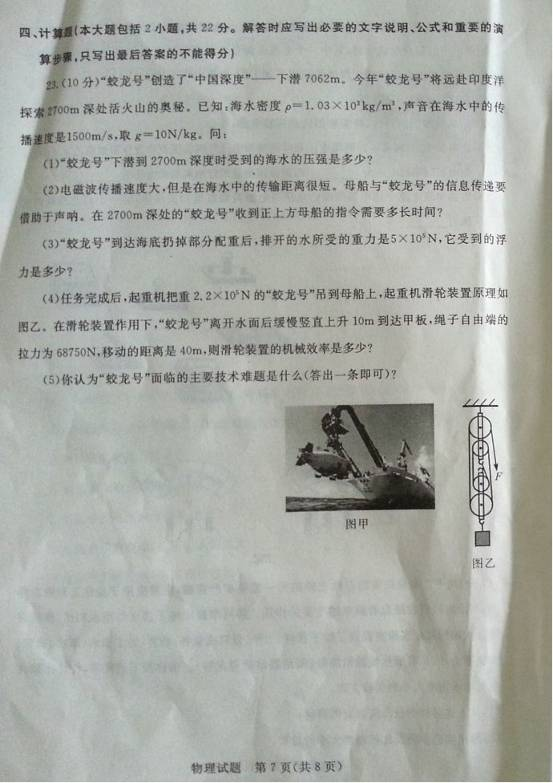 四、计算题(本大题包括2小题,共22分。解答时应写出必要的文字说明、公式和重要的演
算步骤,只写出最后答案的不能得分)
23.(10分)“蛟龙号”创造了“中国深度”——下潜7062m。今年“蛟龙号”将远赴印度洋
探索2700m深处活火山的奥秘。已知:海水密度ρ=1.03×10³kg/m³,声音在海水中的传
播速度是1500m/s,取g=10N/kg。问:
(1)“蛟龙号”下潜到2700m深度时受到的海水的压强是多少?
(2)电磁波传播速度大,但是在海水中的传输距离很短。母船与“蛟龙号”的信息传递要
借助于声呐。在2700m深处的“蛟龙号”收到正上方母船的指令需要多长时间?
(3)“蛟龙号”到达海底扔掉部分配重后,排开的水所受的重力是5×10⁵N,它受到的浮
力是多少?
(4)任务完成后,起重机把重2.2×10⁵N的“蛟龙号”吊到母船上,起重机滑轮装置原理如
图乙。在滑轮装置作用下,“蛟龙号”离开水面后缓慢竖直上升10m到达甲板,绳子自由端的
拉力为68750N,移动的距离是40m,则滑轮装置的机械效率是多少?
(5)你认为“蛟龙号”面临的主要技术难题是什么(答出一条即可)?
F
图甲
图乙
物理试题 第7页(共8页)